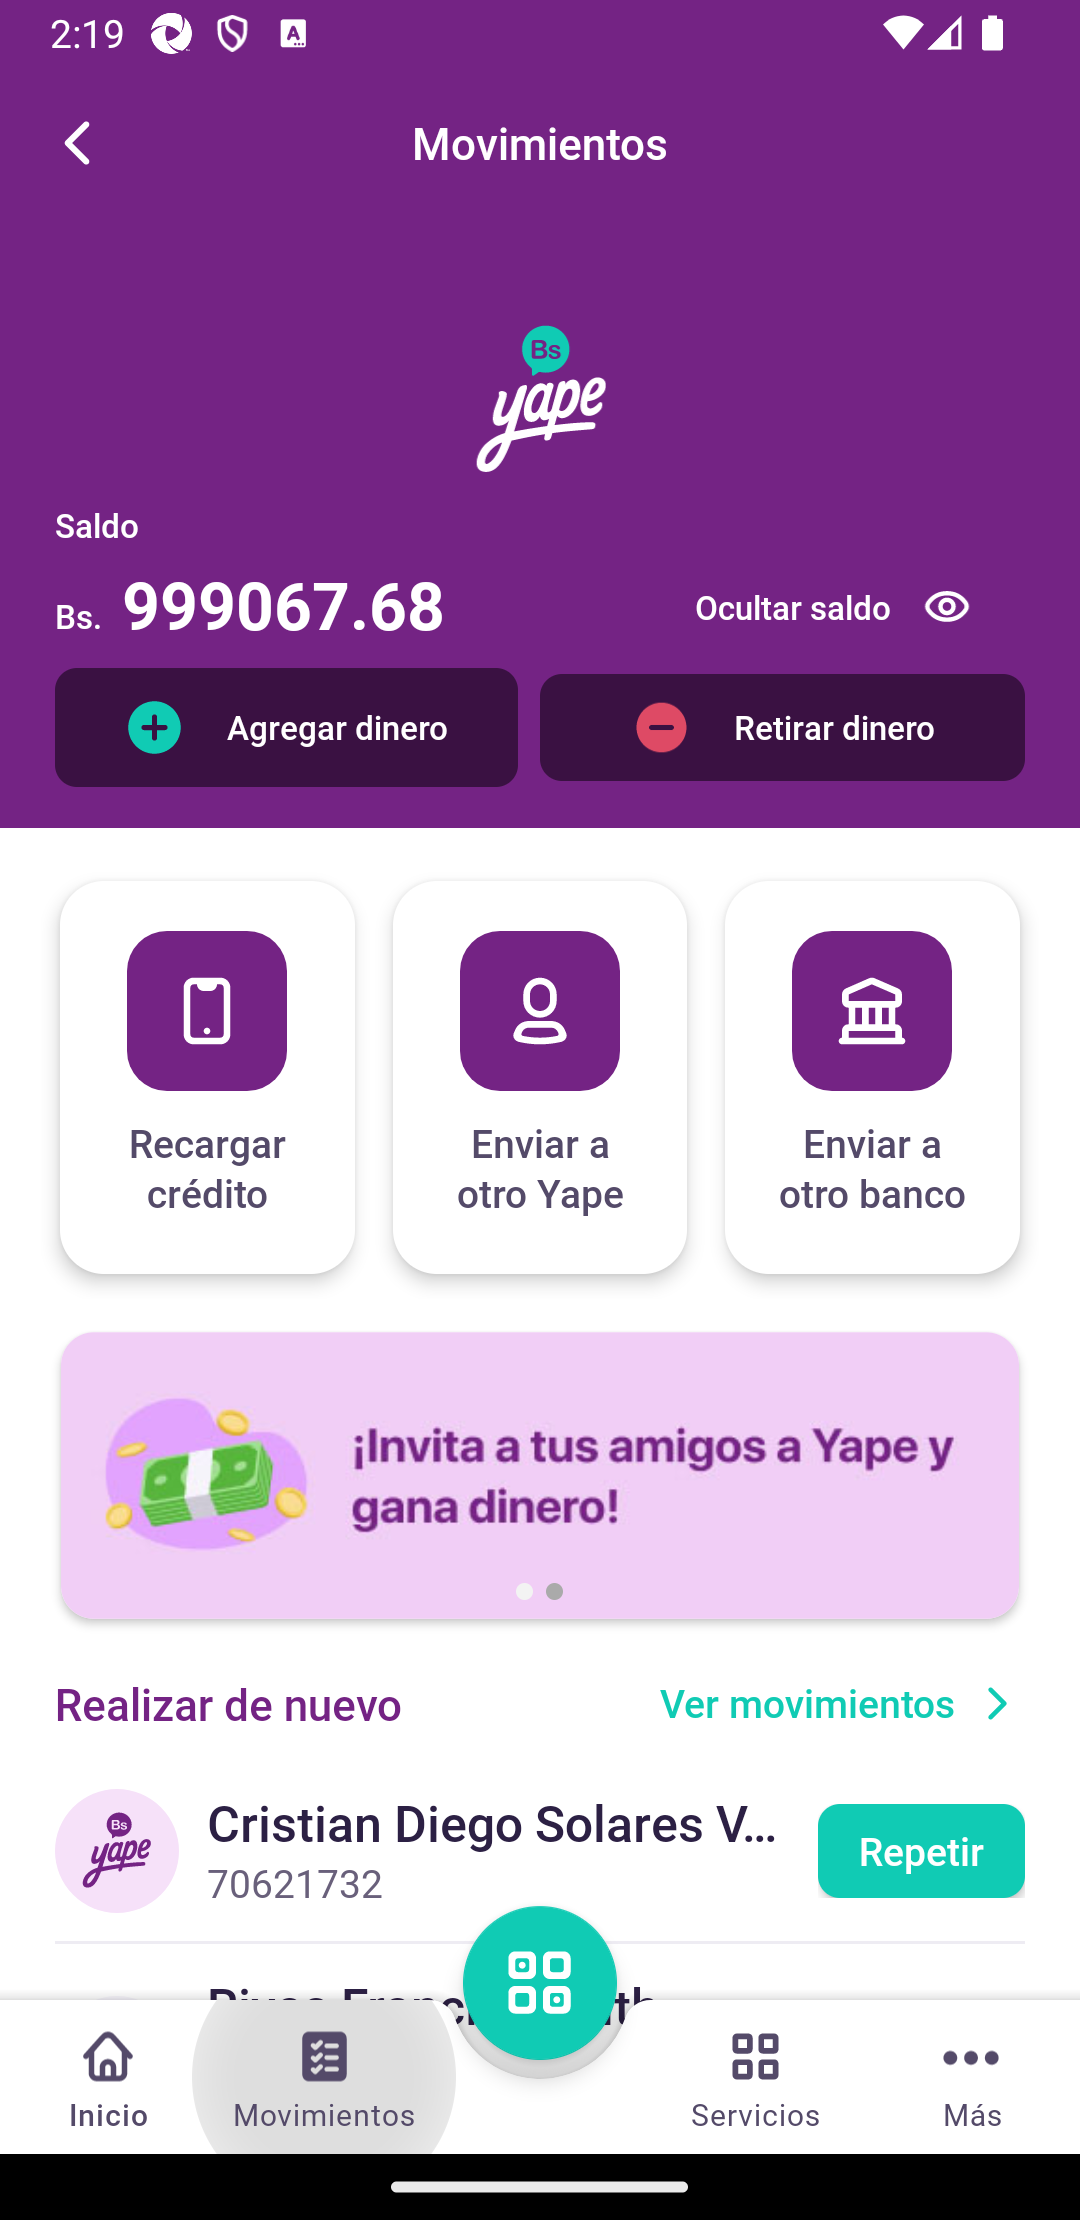 2:19
Movimientos
Bs
yape
Saldo
Bs. 999067.68
Ocultar saldo
Agregar dinero
Retirar dinero
Recargar
crédito
Enviar a
otro Yape
Enviar a
otro banco
¡Invita a tus amigos a Yape y
gana dinero!
Realizar de nuevo
Ver movimientos
Bs
yape
Cristian Diego Solares V...
70621732
Repetir
Inicio
Movimientos
Servicios
Más